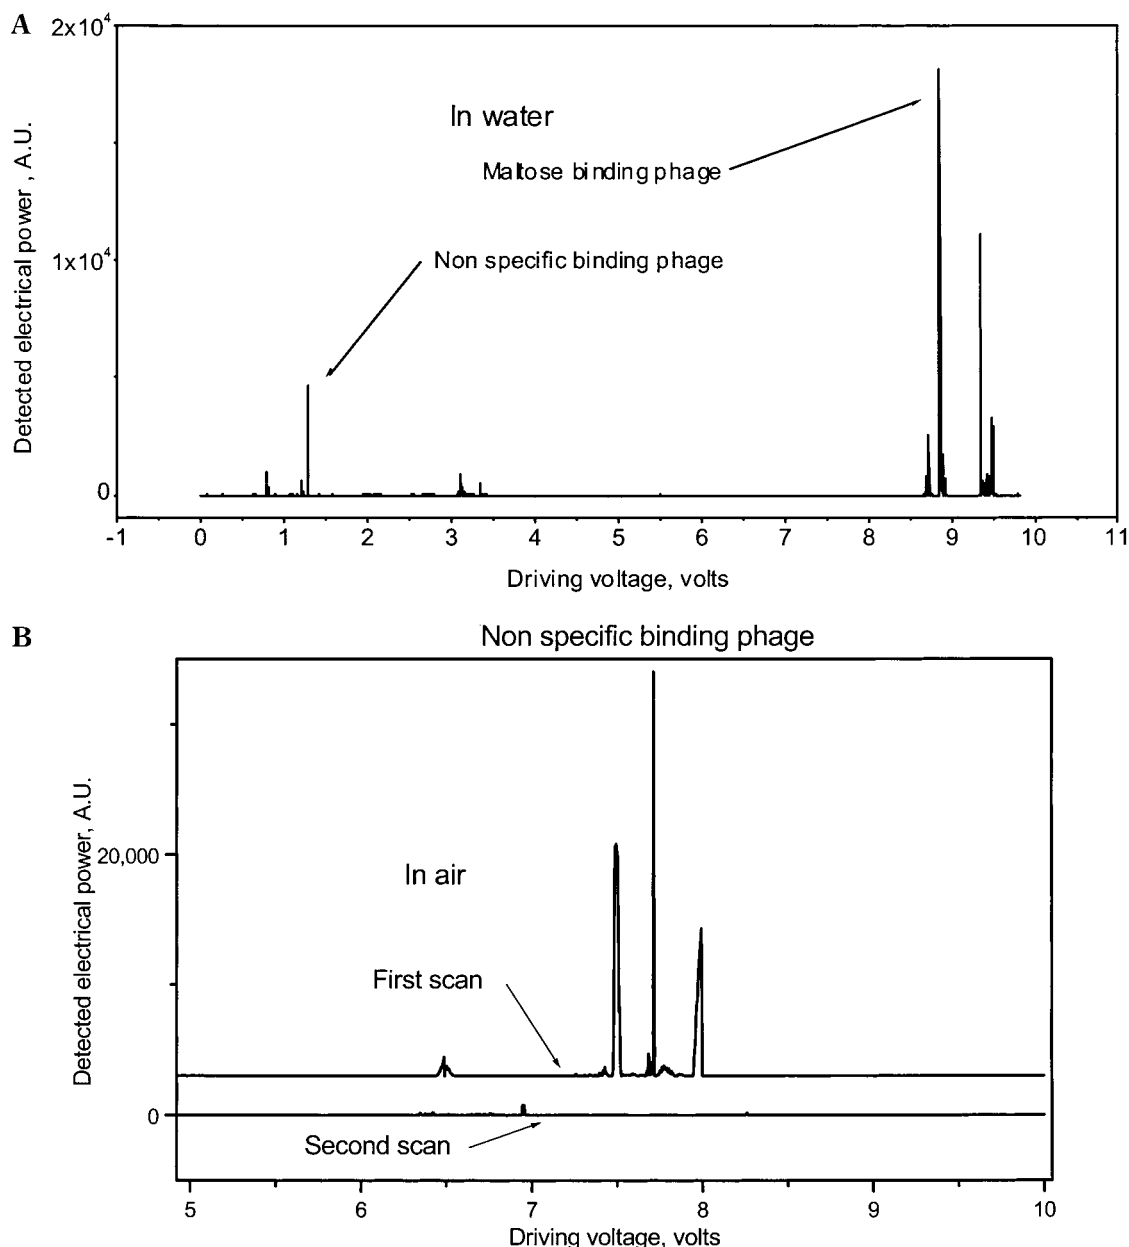 A
2x10^4
In water
Maltose binding phage
Non specific binding phage
1x10^4
0
Detected electrical power , A.U.
-1 0 1 2 3 4 5 6 7 8 9 10 11
Driving voltage, volts
B
Non specific binding phage
20,000
In air
First scan
0
Second scan
Detected electrical power, A.U.
5 6 7 8 9 10
Driving voltage, volts